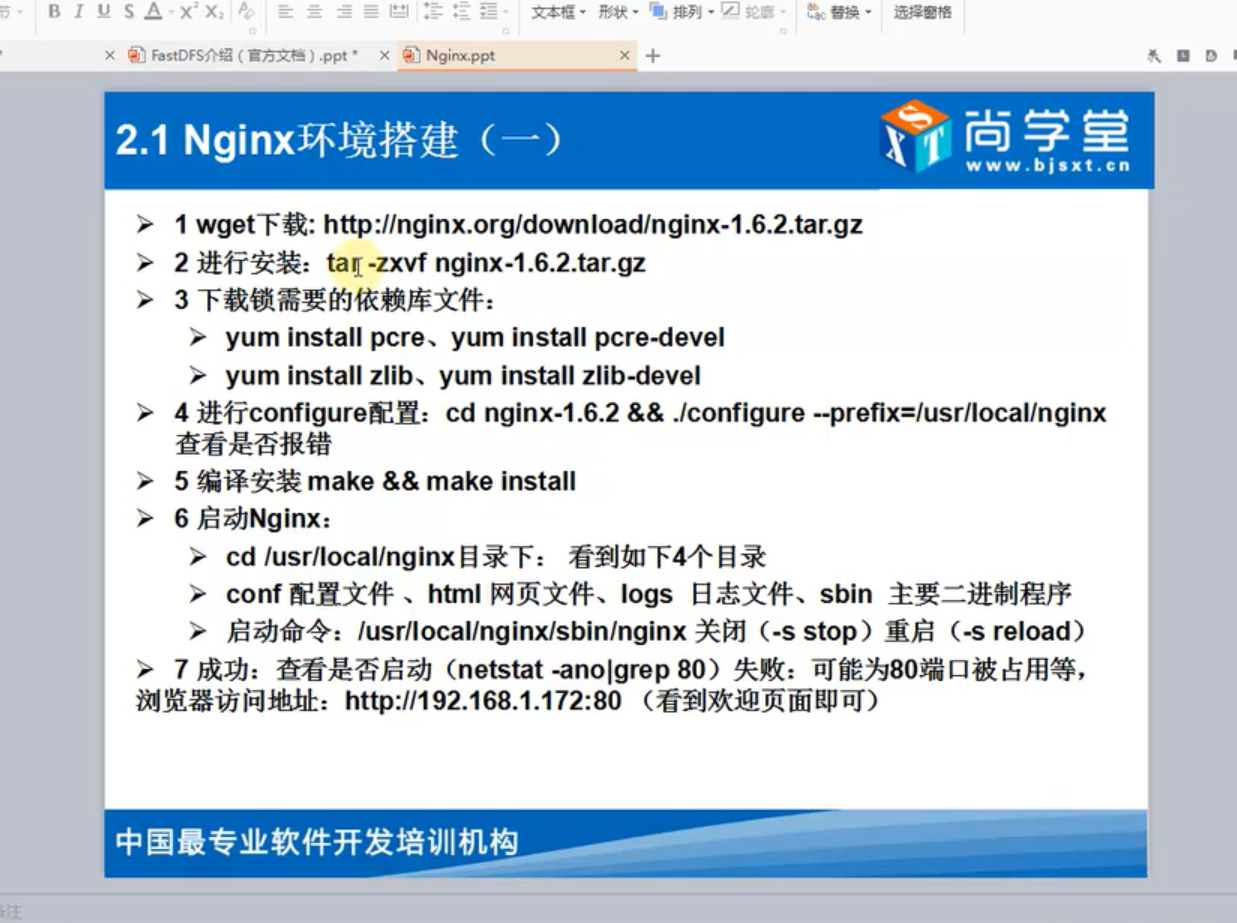 B I U S A X² X₂
文本框 形状 排列 轮廓 替换 选择窗格
FastDFS介绍（官方文档）.ppt * Nginx.ppt
2.1 Nginx环境搭建（一）
SXT 尚学堂
www.bjsxt.cn
1 wget下载: http://nginx.org/download/nginx-1.6.2.tar.gz
2 进行安装：tar -zxvf nginx-1.6.2.tar.gz
3 下载锁需要的依赖库文件：
yum install pcre、yum install pcre-devel
yum install zlib、yum install zlib-devel
4 进行configure配置：cd nginx-1.6.2 && ./configure --prefix=/usr/local/nginx
查看是否报错
5 编译安装 make && make install
6 启动Nginx：
cd /usr/local/nginx目录下： 看到如下4个目录
conf 配置文件 、html 网页文件、logs 日志文件、sbin 主要二进制程序
启动命令：/usr/local/nginx/sbin/nginx 关闭（-s stop）重启（-s reload）
7 成功：查看是否启动（netstat -ano|grep 80）失败：可能为80端口被占用等，
浏览器访问地址：http://192.168.1.172:80 （看到欢迎页面即可）
中国最专业软件开发培训机构